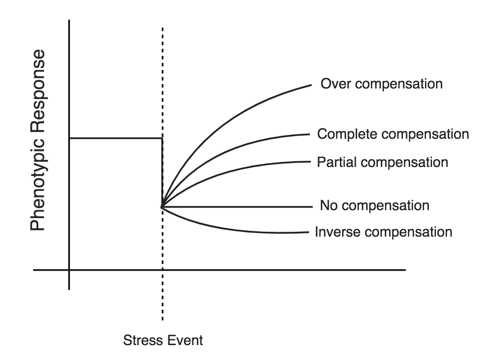 Phenotypic Response
Over compensation
Complete compensation
Partial compensation
No compensation
Inverse compensation
Stress Event